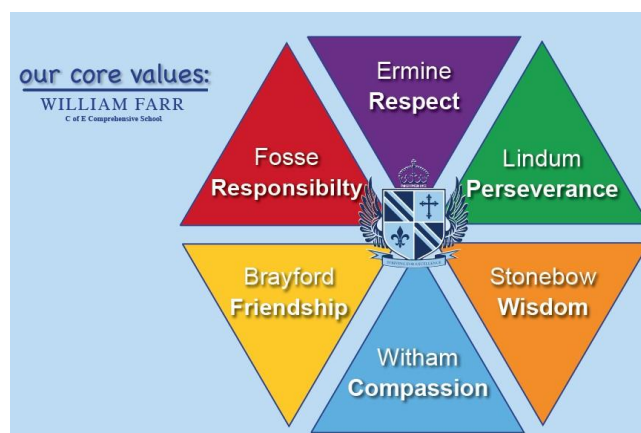 our core values:
WILLIAM FARR
C of E Comprehensive School
Ermine
Respect
Fosse
Responsibilty
Lindum
Perseverance
Brayford
Friendship
Stonebow
Wisdom
Witham
Compassion